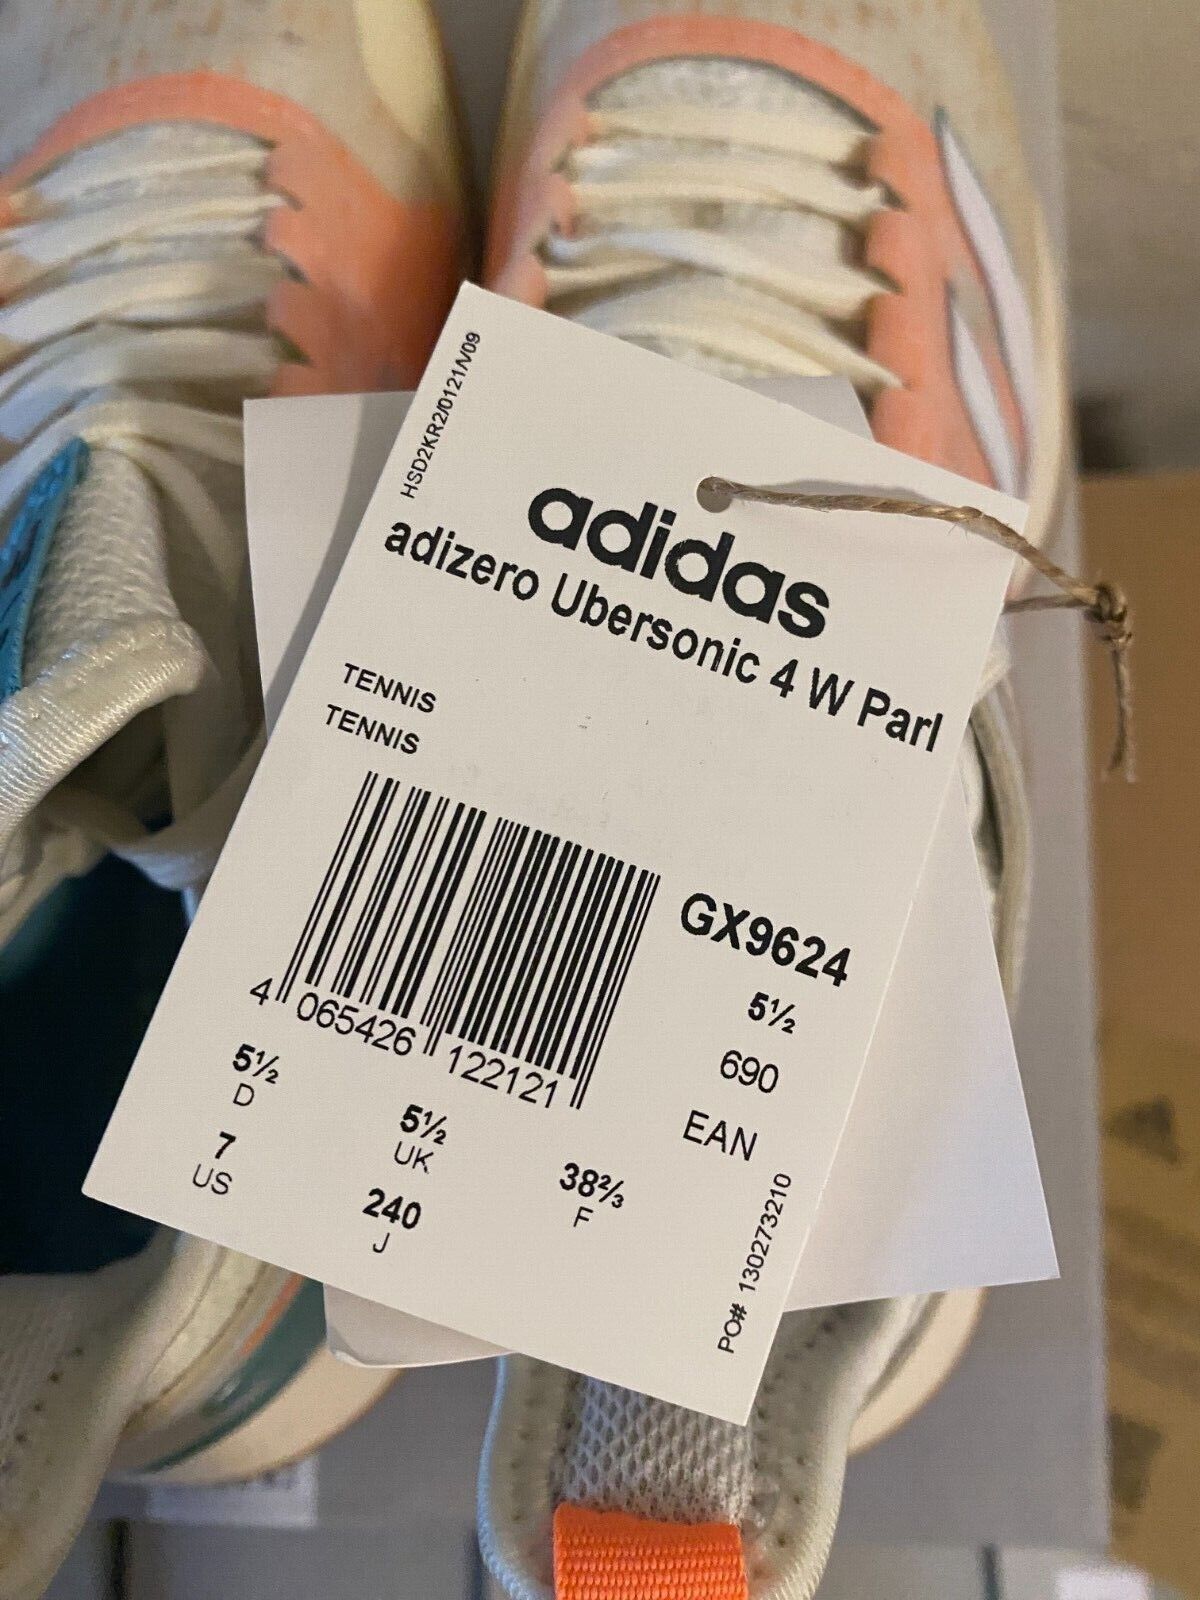 HSD2KR2/0121/V/09
adidas
adizero Ubersonic 4 W Parl
TENNIS
TENNIS
GX9624
5½
690
EAN
4 065426 122121
5½
D
5½
UK
38⅔
F
7
US
240
J
PO# 130273210